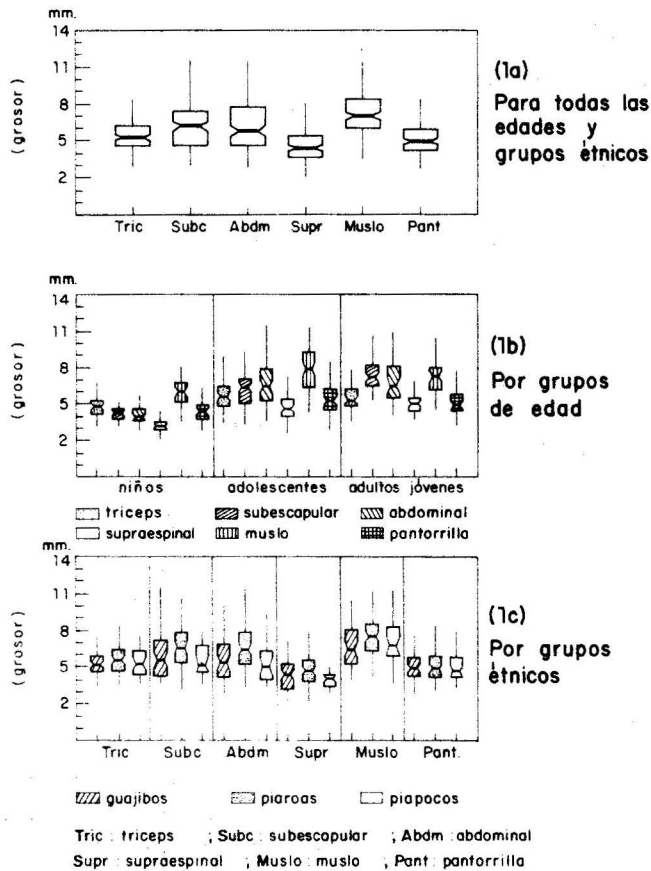 mm.
14
11
8
5
2
(grosor)
Tric Subc Abdm Supr Muslo Pant
(1a)
Para todas las
edades y
grupos étnicos
mm.
14
11
8
5
2
(grosor)
niños adolescentes adultos jóvenes
triceps subescapular abdominal
supraespinal muslo pantorrilla
(1b)
Por grupos
de edad
mm.
14
11
8
5
2
(grosor)
Tric Subc Abdm Supr Muslo Pant.
(1c)
Por grupos
étnicos
guajibos piaroas piapocos
Tric : triceps ; Subc : subescapular ; Abdm : abdominal
Supr : supraespinal ; Muslo : muslo ; Pant : pantorrilla